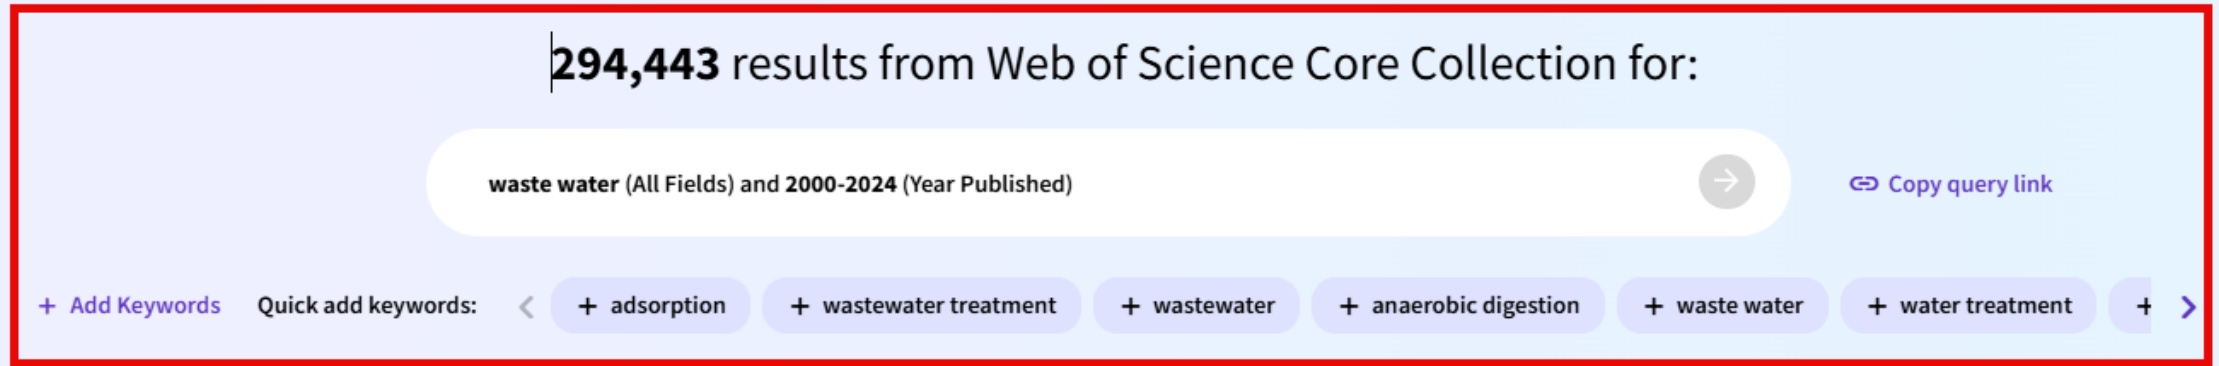 294,443 results from Web of Science Core Collection for:
waste water (All Fields) and 2000-2024 (Year Published)
Copy query link
+ Add Keywords Quick add keywords: + adsorption + wastewater treatment + wastewater + anaerobic digestion + waste water + water treatment +